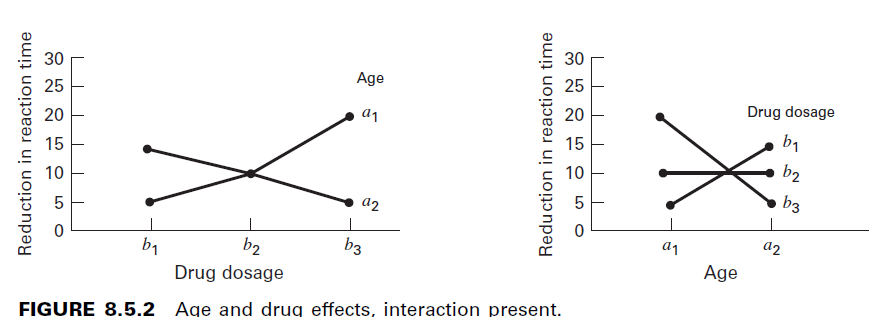 Reduction in reaction time
30
25
20
15
10
5
0
Age
a1
a2
b1
b2
b3
Drug dosage
Reduction in reaction time
30
25
20
15
10
5
0
Drug dosage
b1
b2
b3
a1
a2
Age
FIGURE 8.5.2 Age and drug effects, interaction present.